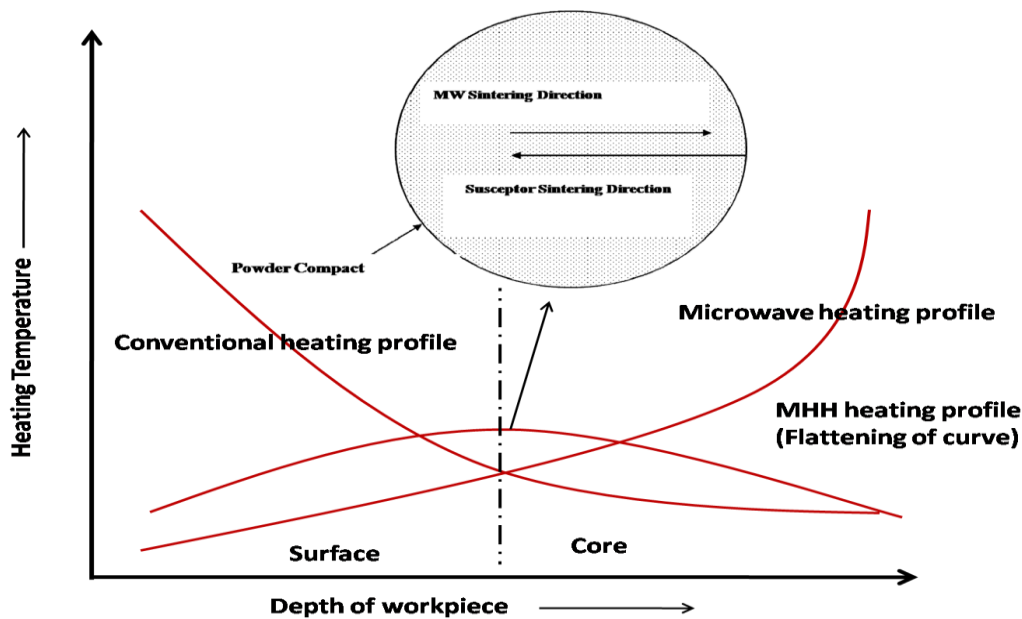 MW Sintering Direction
Susceptor Sintering Direction
Powder Compact
Conventional heating profile
Microwave heating profile
MHH heating profile
(Flattening of curve)
Heating Temperature
Surface
Core
Depth of workpiece